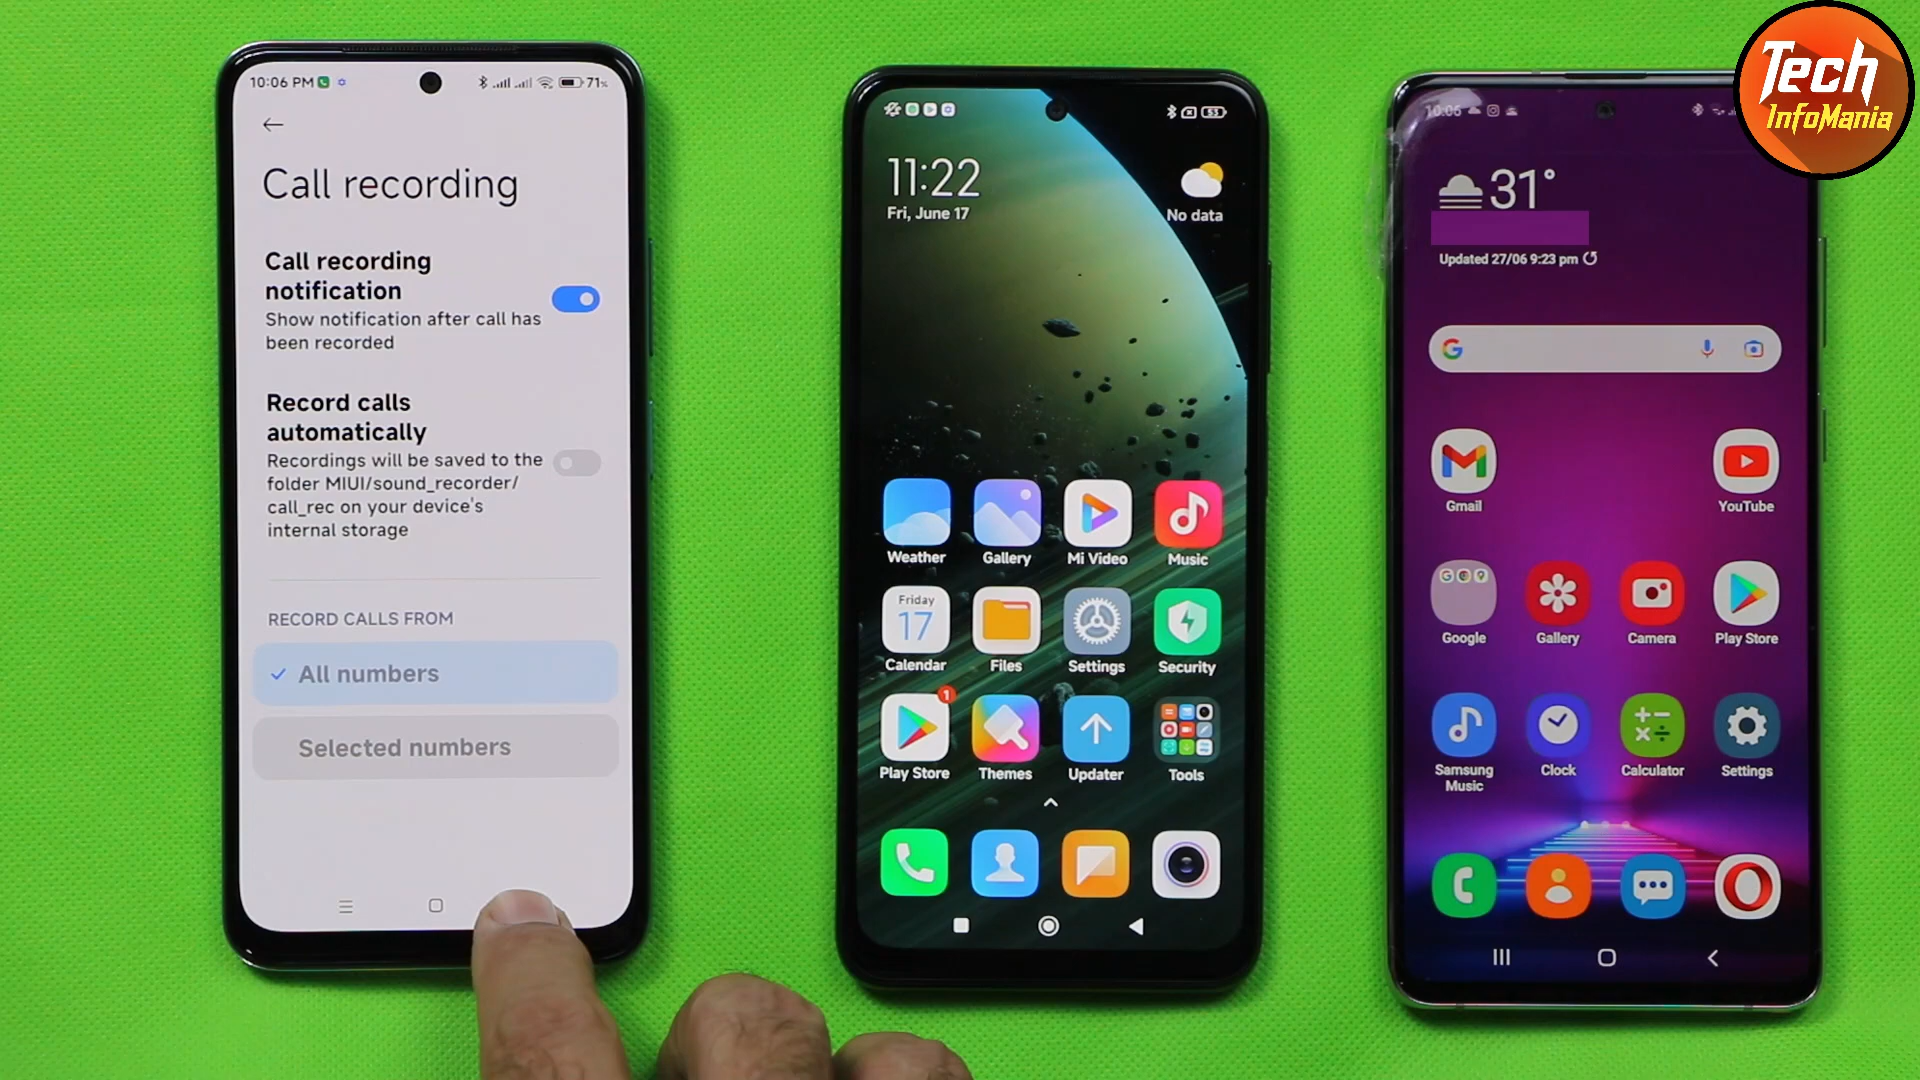 10:06 PM
71%
Call recording
Call recording
notification
Show notification after call has
been recorded
Record calls
automatically
Recordings will be saved to the
folder MIUI/sound_recorder/
call_rec on your device's
internal storage
RECORD CALLS FROM
All numbers
Selected numbers
53
11:22
Fri, June 17
No data
Weather
Gallery
Mi Video
Music
Friday
17
Calendar
Files
Settings
Security
1
Play Store
Themes
Updater
Tools
Tech
InfoMania
10:05
31°
Updated 27/06 9:23 pm
G
Gmail
YouTube
Google
Gallery
Camera
Play Store
Samsung
Music
Clock
Calculator
Settings